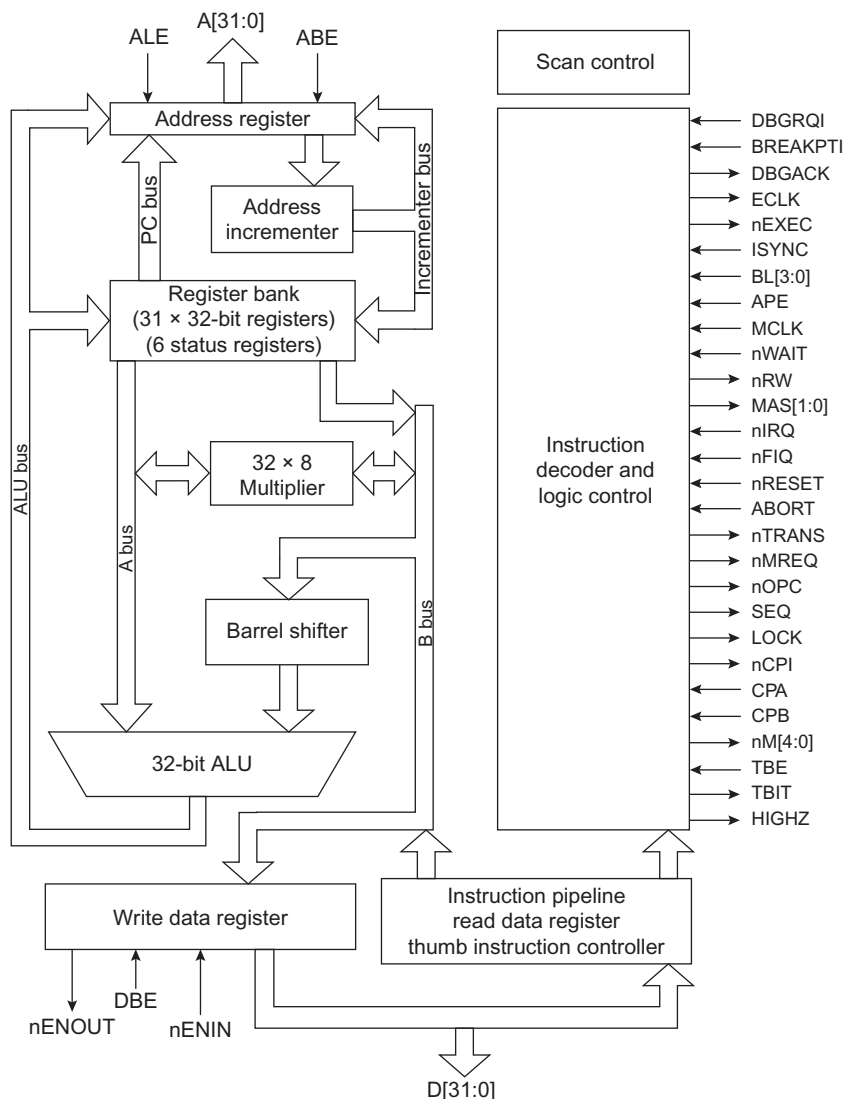 A[31:0]
ALE
ABE
Scan control
Address register
DBGRQI
BREAKPTI
DBGACK
ECLK
nEXEC
ISYNC
BL[3:0]
APE
MCLK
nWAIT
nRW
MAS[1:0]
nIRQ
nFIQ
nRESET
ABORT
nTRANS
nMREQ
nOPC
SEQ
LOCK
nCPI
CPA
CPB
nM[4:0]
TBE
TBIT
HIGHZ
PC bus
Address
incrementer
Incrementer bus
Register bank
(31 × 32-bit registers)
(6 status registers)
Instruction
decoder and
logic control
ALU bus
A bus
32 × 8
Multiplier
B bus
Barrel shifter
32-bit ALU
Write data register
Instruction pipeline
read data register
thumb instruction controller
nENOUT
DBE
nENIN
D[31:0]